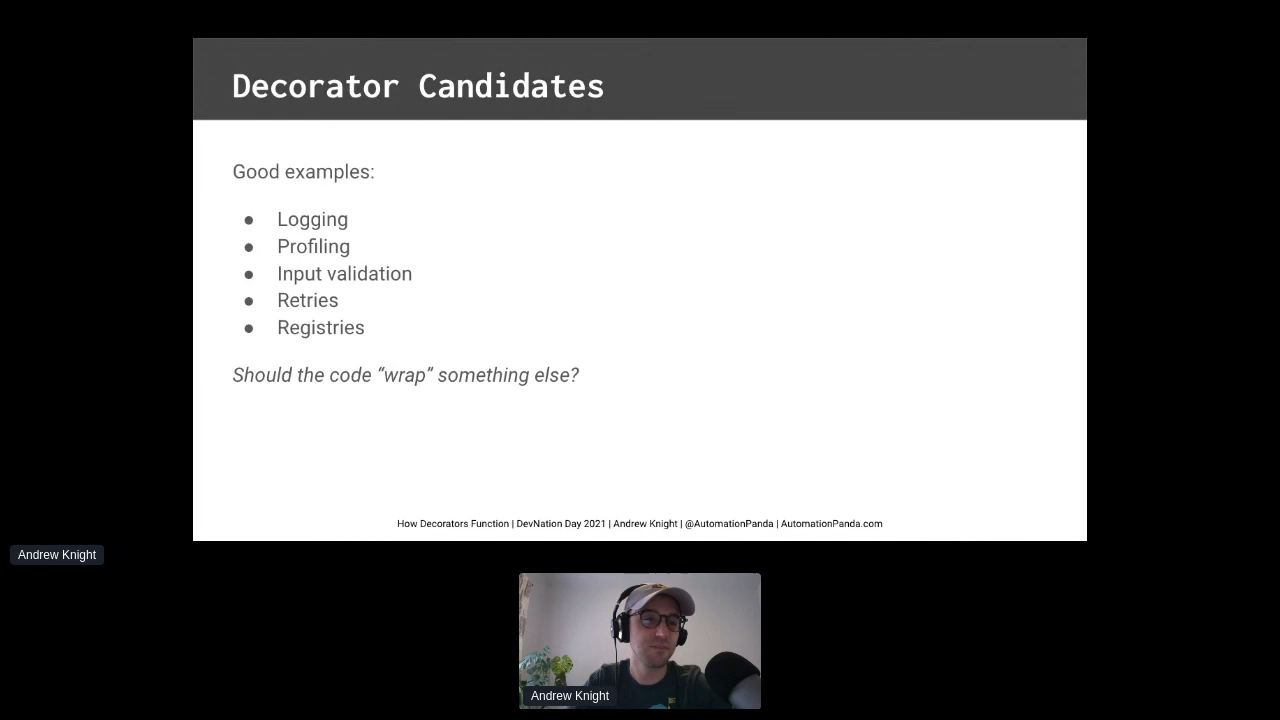 Decorator Candidates
Good examples:
● Logging
● Profiling
● Input validation
● Retries
● Registries
Should the code “wrap” something else?
How Decorators Function | DevNation Day 2021 | Andrew Knight | @AutomationPanda | AutomationPanda.com
Andrew Knight
Andrew Knight